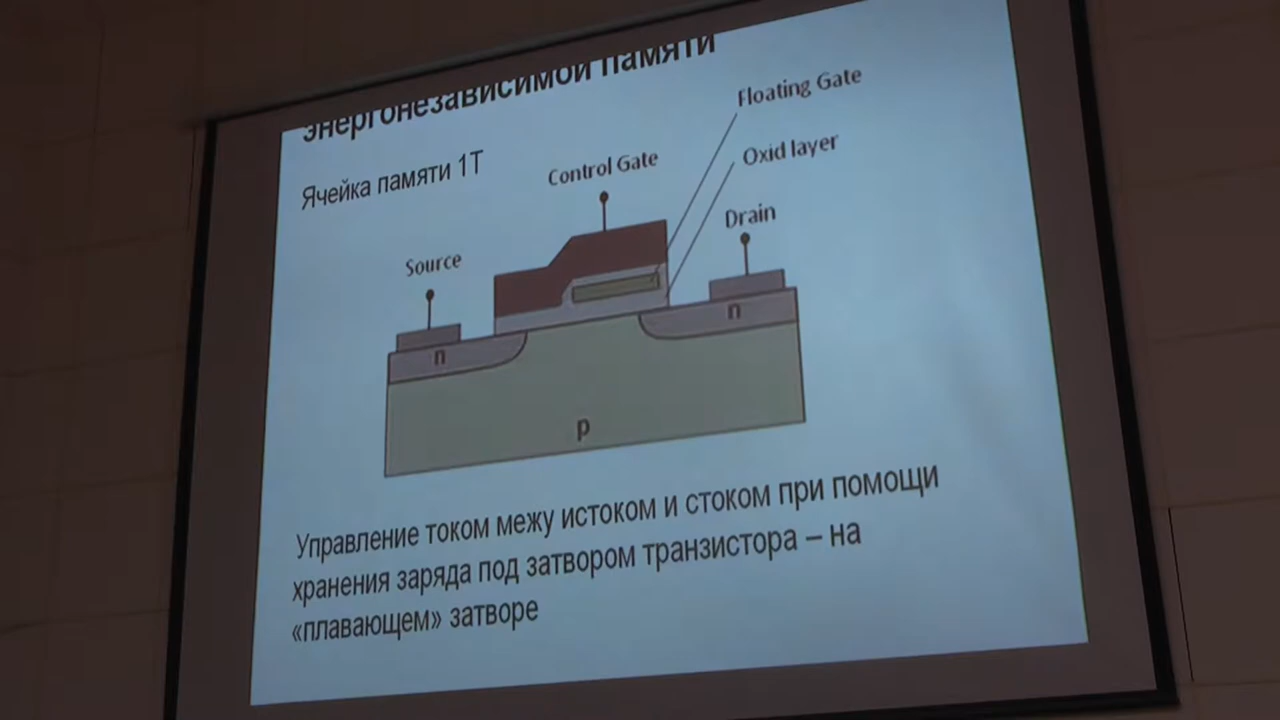 энергонезависимой памяти
Ячейка памяти 1Т
Floating Gate
Control Gate
Oxid layer
Drain
Source
n
n
p
Управление током межу истоком и стоком при помощи
хранения заряда под затвором транзистора – на
«плавающем» затворе